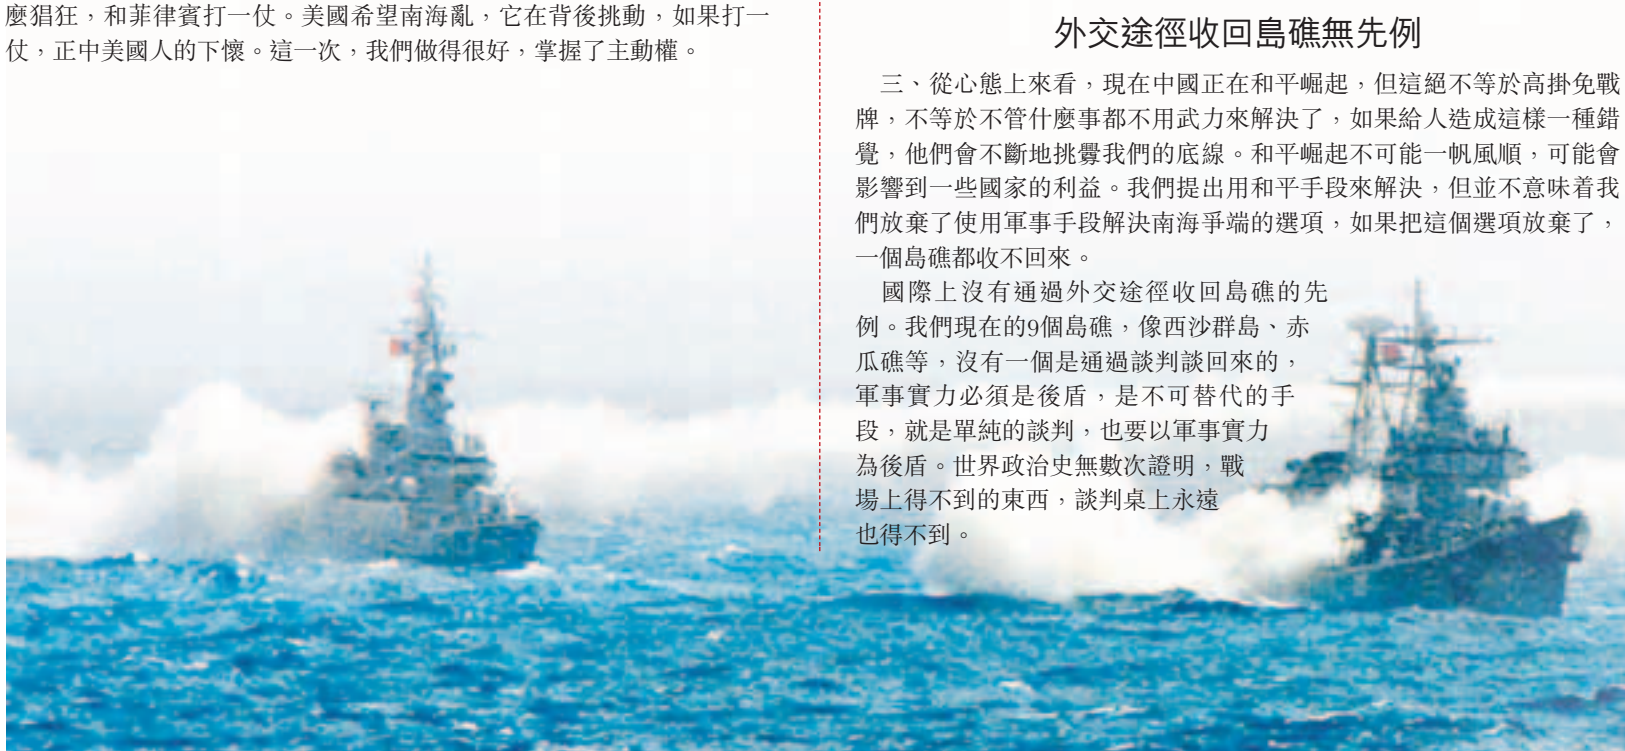 麼猖狂，和菲律賓打一仗。美國希望南海亂，它在背後挑動，如果打一
仗，正中美國人的下懷。這一次，我們做得很好，掌握了主動權。
外交途徑收回島礁無先例
三、從心態上來看，現在中國正在和平崛起，但這絕不等於高掛免戰
牌，不等於不管什麼事都不用武力來解決了，如果給人造成這樣一種錯
覺，他們會不斷地挑釁我們的底線。和平崛起不可能一帆風順，可能會
影響到一些國家的利益。我們提出用和平手段來解決，但並不意味着我
們放棄了使用軍事手段解決南海爭端的選項，如果把這個選項放棄了，
一個島礁都收不回來。
國際上沒有通過外交途徑收回島礁的先
例。我們現在的9個島礁，像西沙群島、赤
瓜礁等，沒有一個是通過談判談回來的，
軍事實力必須是後盾，是不可替代的手
段，就是單純的談判，也要以軍事實力
為後盾。世界政治史無數次證明，戰
場上得不到的東西，談判桌上永遠
也得不到。